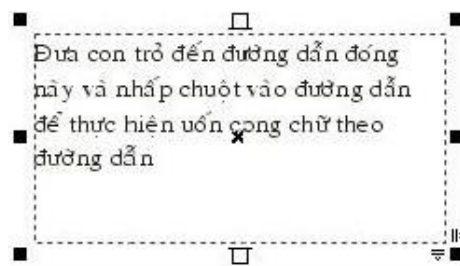 Đưa con trỏ đến đường dẫn đóng
này và nhấp chuột vào đường dẫn
để thực hiện uốn cong chữ theo
đường dẫn